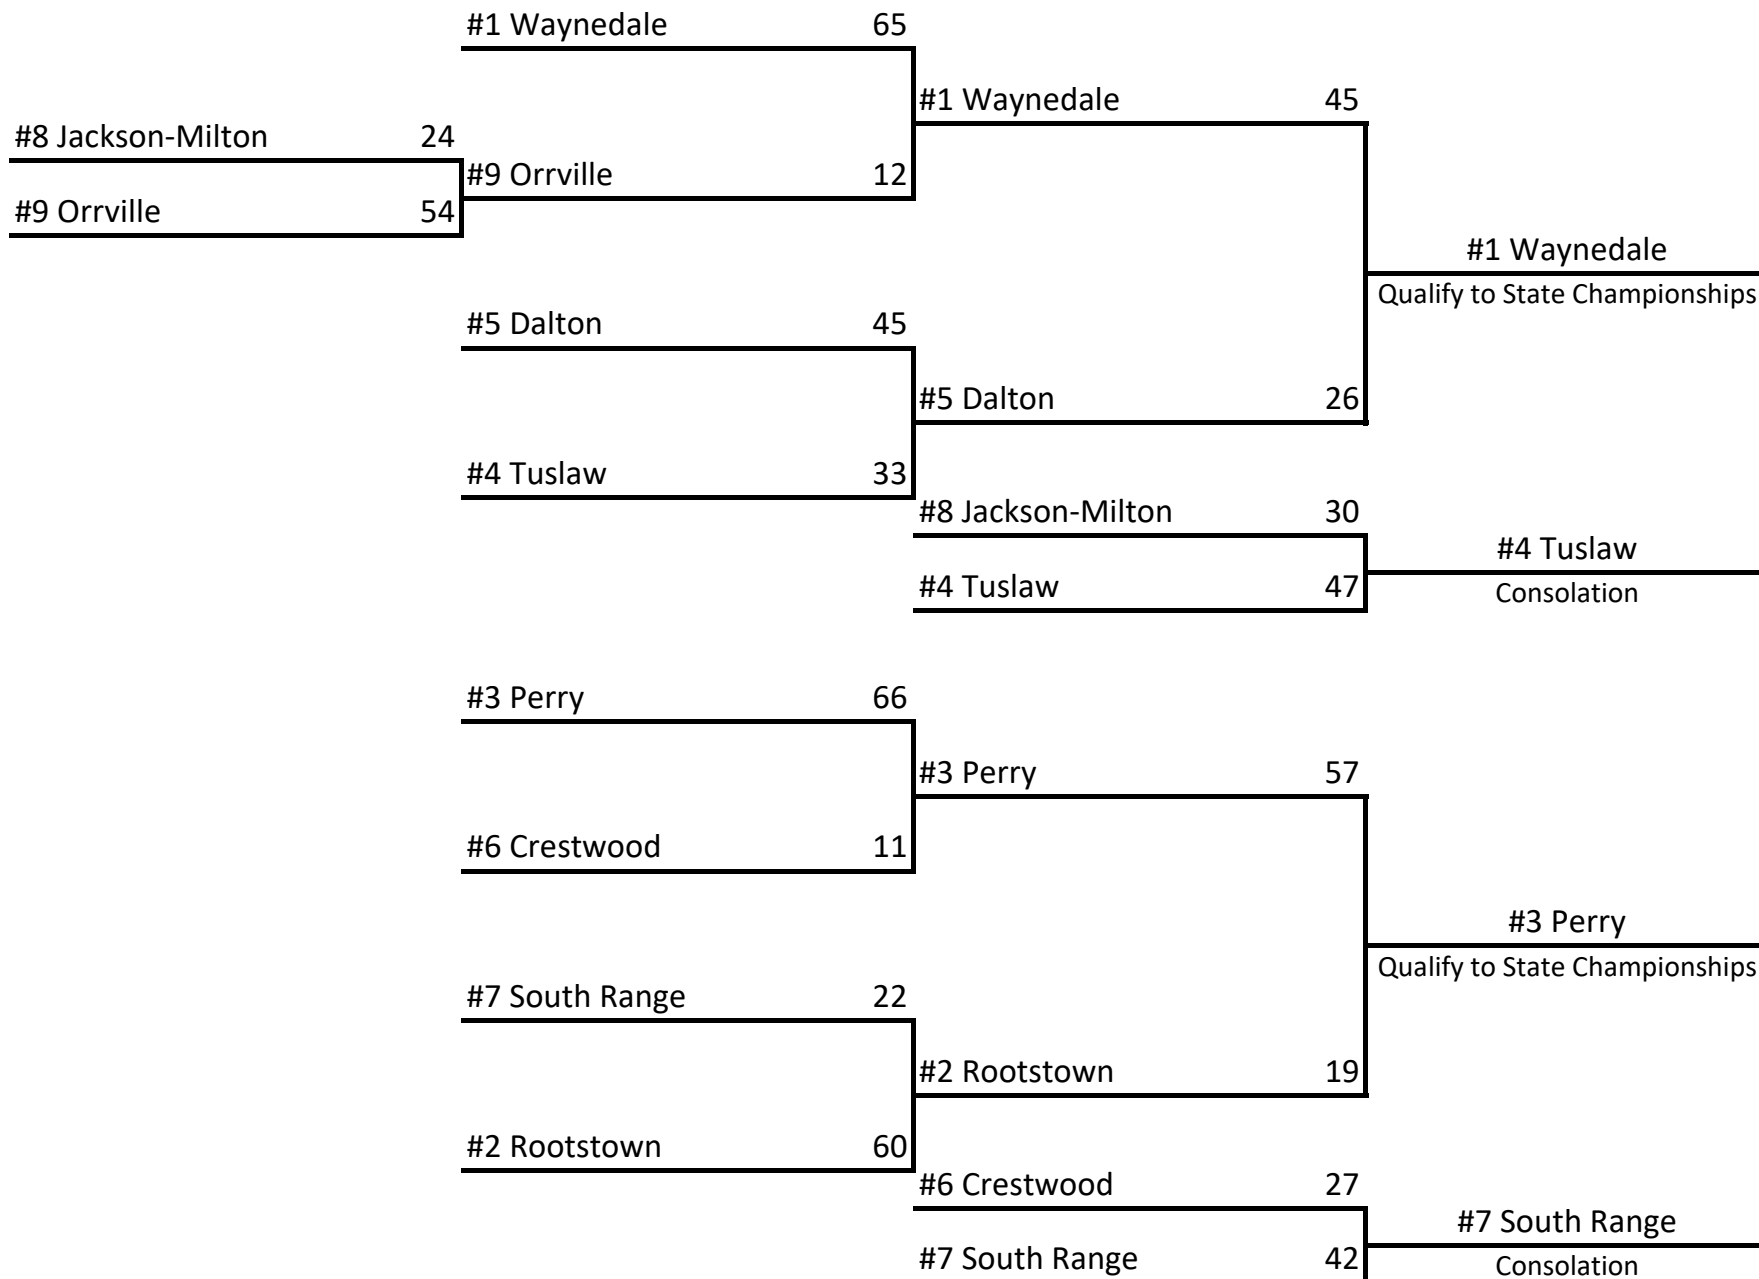 #1 Waynedale 65
#1 Waynedale 45
#8 Jackson-Milton 24
#9 Orrville 12
#9 Orrville 54
#1 Waynedale
Qualify to State Championships
#5 Dalton 45
#5 Dalton 26
#4 Tuslaw 33
#8 Jackson-Milton 30
#4 Tuslaw
#4 Tuslaw 47
Consolation
#3 Perry 66
#3 Perry 57
#6 Crestwood 11
#3 Perry
Qualify to State Championships
#7 South Range 22
#2 Rootstown 19
#2 Rootstown 60
#6 Crestwood 27
#7 South Range
#7 South Range 42
Consolation